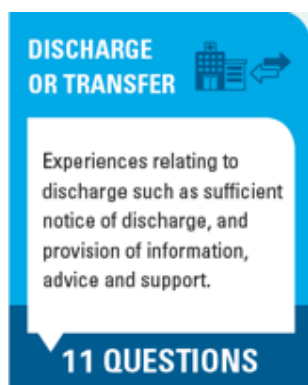 DISCHARGE
OR TRANSFER
Experiences relating to
discharge such as sufficient
notice of discharge, and
provision of information,
advice and support.
11 QUESTIONS